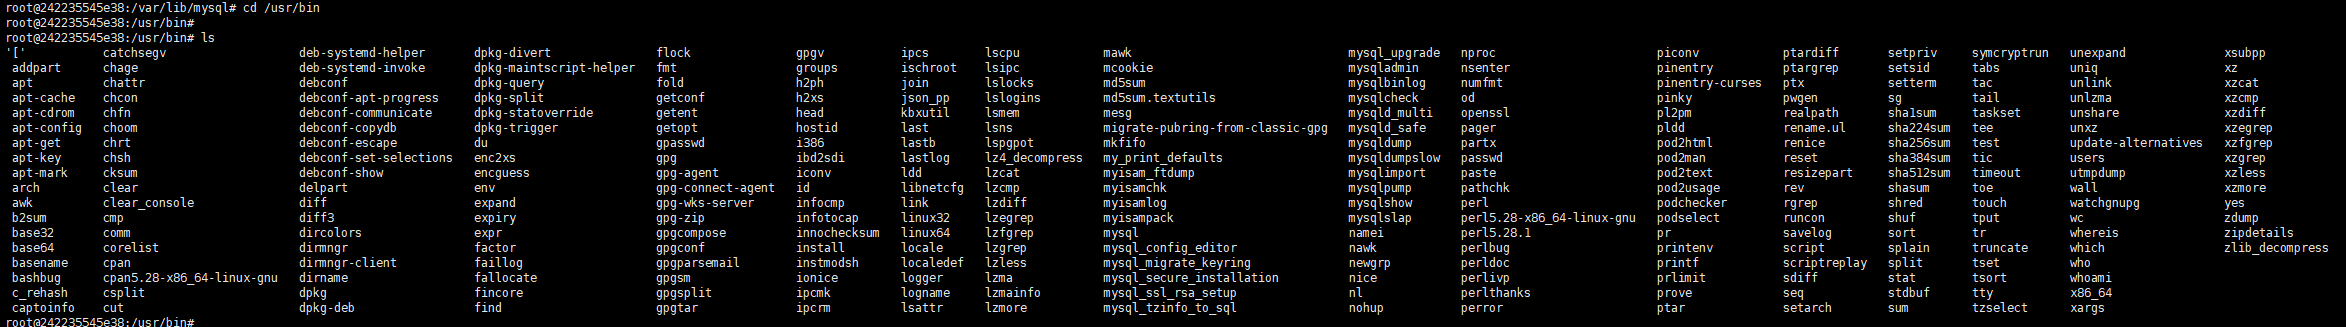 root@242235545e38:/var/lib/mysql# cd /usr/bin
root@242235545e38:/usr/bin#
root@242235545e38:/usr/bin# ls
'[' catchsegv deb-systemd-helper dpkg-divert flock gpgv ipcs lscpu mawk mysql_upgrade nproc piconv ptardiff setpriv symcryptrun unexpand xsubpp
addpart chage deb-systemd-invoke dpkg-maintscript-helper fmt groups ischroot lsipc mcookie mysqladmin nsenter pinentry ptargrep setsid tabs uniq xz
apt chattr debconf dpkg-query fold h2ph join lslocks md5sum mysqlbinlog numfmt pinentry-curses ptx setterm tac unlink xzcat
apt-cache chcon debconf-apt-progress dpkg-split getconf h2xs json_pp lslogins md5sum.textutils mysqlcheck od pinky pwgen sg tail unlzma xzcmp
apt-cdrom chfn debconf-communicate dpkg-statoverride getent head kbxutil lsmem mesg mysqld_multi openssl pl2pm realpath sha1sum taskset unshare xzdiff
apt-config choom debconf-copydb dpkg-trigger getopt hostid last lsns migrate-pubring-from-classic-gpg mysqld_safe pager pldd rename.ul sha224sum tee unxz xzegrep
apt-get chrt debconf-escape du gpasswd i386 lastb lspgpot mkfifo mysqldump partx pod2html renice sha256sum test update-alternatives xzfgrep
apt-key chsh debconf-set-selections enc2xs gpg ibd2sdi lastlog lz4_decompress my_print_defaults mysqldumpslow passwd pod2man reset sha384sum tic users xzgrep
apt-mark cksum debconf-show encguess gpg-agent iconv ldd lzcat myisam_ftdump mysqlimport paste pod2text resizepart sha512sum timeout utmpdump xzless
arch clear delpart env gpg-connect-agent id libnetcfg lzcmp myisamchk mysqlpump pathchk pod2usage rev shasum toe wall xzmore
awk clear_console diff expand gpg-wks-server infocmp link lzdiff myisamlog mysqlshow perl podchecker rgrep shred touch watchgnupg yes
b2sum cmp diff3 expiry gpg-zip infotocap linux32 lzegrep myisampack mysqlslap perl5.28-x86_64-linux-gnu podselect runcon shuf tput wc zdump
base32 comm dircolors expr gpgcompose innochecksum linux64 lzfgrep mysql namei perl5.28.1 pr savelog sort tr whereis zipdetails
base64 corelist dirmngr factor gpgconf install locale lzgrep mysql_config_editor nawk perlbug printenv script splain truncate which zlib_decompress
basename cpan dirmngr-client faillog gpgparsemail instmodsh localedef lzless mysql_migrate_keyring newgrp perldoc printf scriptreplay split tset who
bashbug cpan5.28-x86_64-linux-gnu dirname fallocate gpgsm ionice logger lzma mysql_secure_installation nice perlivp prlimit sdiff stat tsort whoami
c_rehash csplit dpkg fincore gpgsplit ipcmk logname lzmainfo mysql_ssl_rsa_setup nl perlthanks prove seq stdbuf tty x86_64
captoinfo cut dpkg-deb find gpgtar ipcrm lsattr lzmore mysql_tzinfo_to_sql nohup perror ptar setarch sum tzselect xargs
root@242235545e38:/usr/bin#